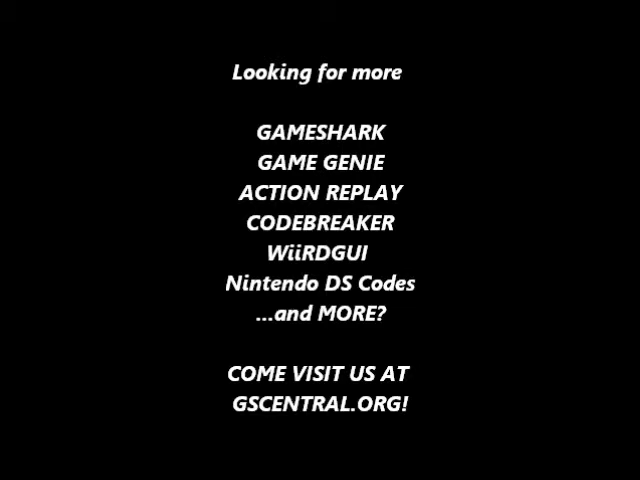 Looking for more
GAMESHARK
GAME GENIE
ACTION REPLAY
CODEBREAKER
WiiRDGUI
Nintendo DS Codes
...and MORE?
COME VISIT US AT
GSCENTRAL.ORG!